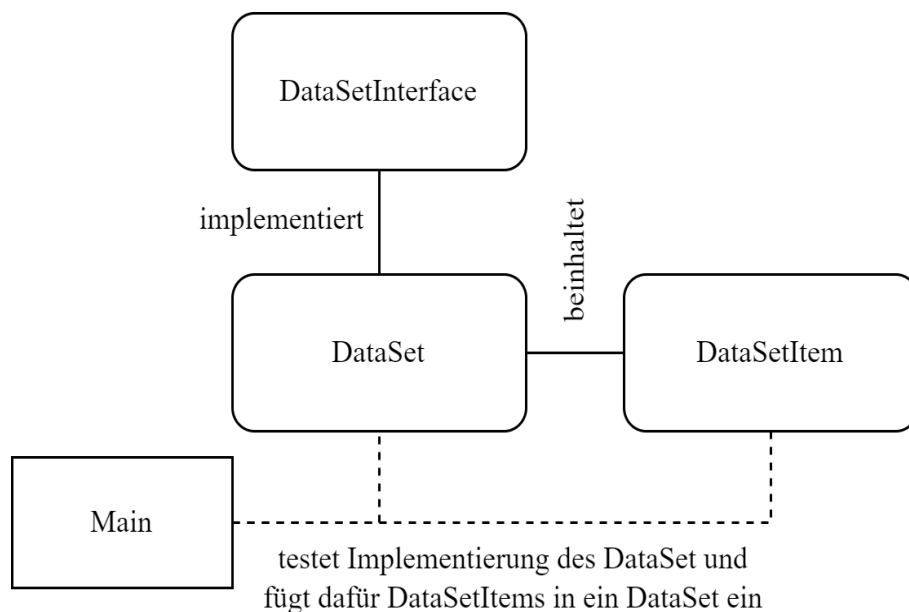 DataSetInterface
implementiert
beinhaltet
DataSet
DataSetItem
Main
testet Implementierung des DataSet und
fügt dafür DataSetItems in ein DataSet ein